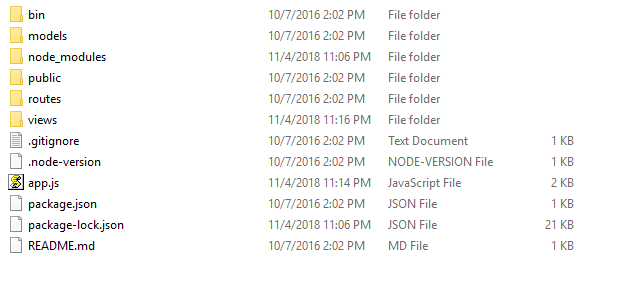 bin 10/7/2016 2:02 PM File folder
models 10/7/2016 2:02 PM File folder
node_modules 11/4/2018 11:06 PM File folder
public 10/7/2016 2:02 PM File folder
routes 10/7/2016 2:02 PM File folder
views 11/4/2018 11:16 PM File folder
.gitignore 10/7/2016 2:02 PM Text Document 1 KB
.node-version 10/7/2016 2:02 PM NODE-VERSION File 1 KB
app.js 11/4/2018 11:14 PM JavaScript File 2 KB
package.json 10/7/2016 2:02 PM JSON File 1 KB
package-lock.json 11/4/2018 11:06 PM JSON File 21 KB
README.md 10/7/2016 2:02 PM MD File 1 KB